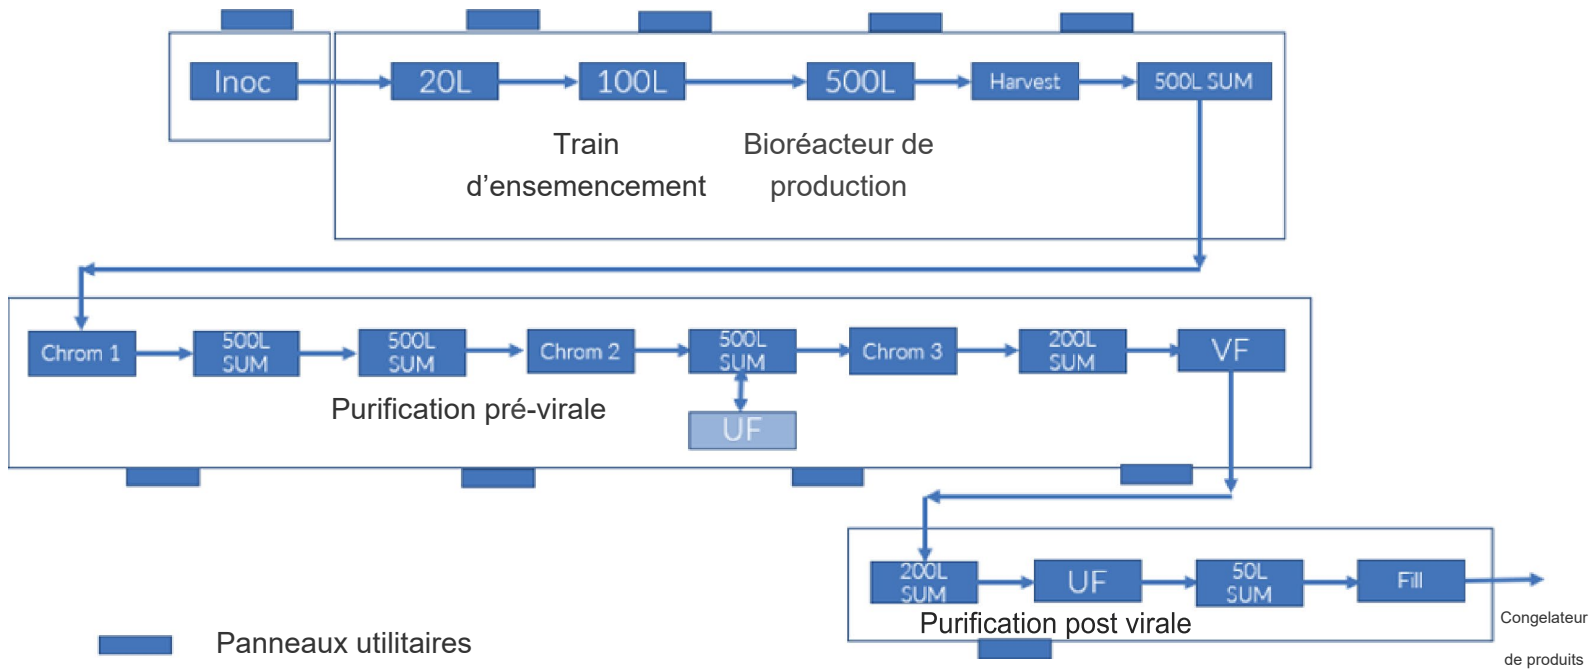 Inoc
20L
100L
500L
Harvest
500L SUM
Train
d'ensemencement
Bioréacteur de
production
Chrom 1
500L
SUM
500L
SUM
Chrom 2
500L
SUM
Chrom 3
200L
SUM
VF
UF
Purification pré-virale
200L
SUM
UF
50L
SUM
Fill
Purification post virale
Congelateur
de produits
Panneaux utilitaires